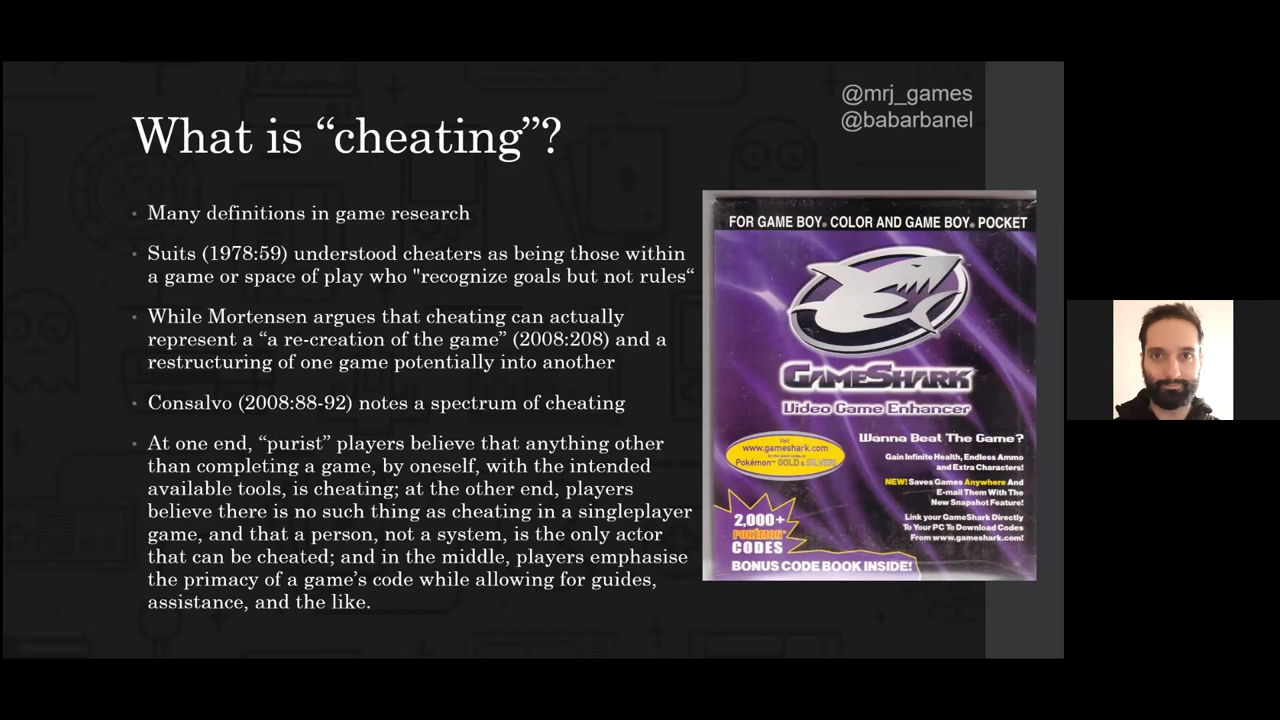 @mrj_games
@babarbanel
What is “cheating”?
• Many definitions in game research
• Suits (1978:59) understood cheaters as being those within
a game or space of play who "recognize goals but not rules“
• While Mortensen argues that cheating can actually
represent a “a re-creation of the game” (2008:208) and a
restructuring of one game potentially into another
• Consalvo (2008:88-92) notes a spectrum of cheating
• At one end, “purist” players believe that anything other
than completing a game, by oneself, with the intended
available tools, is cheating; at the other end, players
believe there is no such thing as cheating in a singleplayer
game, and that a person, not a system, is the only actor
that can be cheated; and in the middle, players emphasise
the primacy of a game’s code while allowing for guides,
assistance, and the like.
FOR GAME BOY® COLOR AND GAME BOY® POCKET
GAMESHARK
Video Game Enhancer
Visit
www.gameshark.com
Pokémon™ GOLD & SILVER!
Wanna Beat The Game?
Gain Infinite Health, Endless Ammo
and Extra Characters!
NEW! Saves Games Anywhere And
E-mail Them With The
New Snapshot Feature!
Link your GameShark Directly
To Your PC To Download Codes
From www.gameshark.com!
2,000+
POKÉMON
CODES
BONUS CODE BOOK INSIDE!